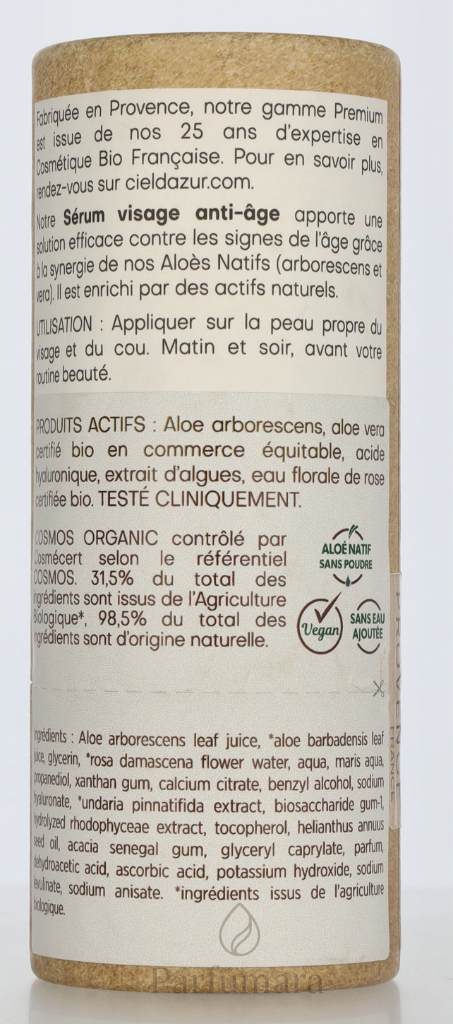 Fabriquée en Provence, notre gamme Premium
est issue de nos 25 ans d'expertise en
Cosmétique Bio Française. Pour en savoir plus,
rendez-vous sur cieldazur.com.
Notre Sérum visage anti-âge apporte une
solution efficace contre les signes de l'âge grâce
à la synergie de nos Aloès Natifs (arborescens et
vera). Il est enrichi par des actifs naturels.
UTILISATION : Appliquer sur la peau propre du
visage et du cou. Matin et soir, avant votre
routine beauté.
PRODUITS ACTIFS : Aloe arborescens, aloe vera
certifié bio en commerce équitable, acide
hyaluronique, extrait d'algues, eau florale de rose
certifiée bio. TESTÉ CLINIQUEMENT.
COSMOS ORGANIC contrôlé par
Cosmécert selon le référentiel
COSMOS. 31,5% du total des
ingrédients sont issus de l'Agriculture
Biologique*, 98,5% du total des
ingrédients sont d'origine naturelle.
ALOÉ NATIF
SANS POUDRE
Vegan
SANS EAU
AJOUTÉE
PROVEN
FRANCE
Ingrédients : Aloe arborescens leaf juice, *aloe barbadensis leaf
juice, glycerin, *rosa damascena flower water, aqua, maris aqua,
propanediol, xanthan gum, calcium citrate, benzyl alcohol, sodium
hyaluronate, *undaria pinnatifida extract, biosaccharide gum-1,
hydrolyzed rhodophyceae extract, tocopherol, helianthus annuus
seed oil, acacia senegal gum, glyceryl caprylate, parfum,
dehydroacetic acid, ascorbic acid, potassium hydroxide, sodium
levulinate, sodium anisate. *ingrédients issus de l'agriculture
biologique.
Parfumara